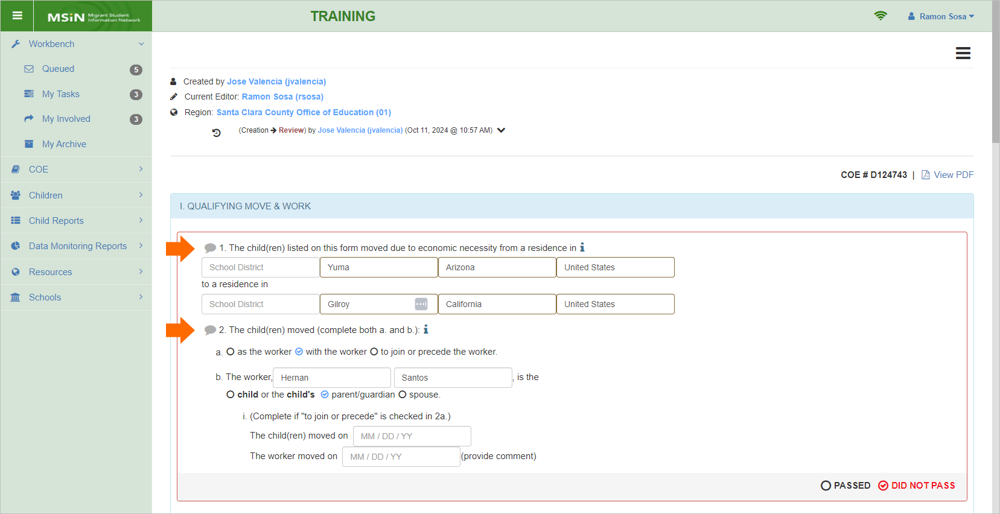 MSiN Migrant Student Information Network
TRAINING
Ramon Sosa
Workbench
Queued 5
My Tasks 3
My Involved 3
My Archive
COE
Children
Child Reports
Data Monitoring Reports
Resources
Schools
Created by Jose Valencia (jvalencia)
Current Editor: Ramon Sosa (rsosa)
Region: Santa Clara County Office of Education (01)
(Creation → Review) by Jose Valencia (jvalencia) (Oct 11, 2024 @ 10:57 AM)
COE # D124743 | View PDF
I. QUALIFYING MOVE & WORK
1. The child(ren) listed on this form moved due to economic necessity from a residence in
School District Yuma Arizona United States
to a residence in
School District Gilroy California United States
2. The child(ren) moved (complete both a. and b.):
a. as the worker with the worker to join or precede the worker.
b. The worker, Hernan Santos , is the
child or the child's parent/guardian spouse.
i. (Complete if "to join or precede" is checked in 2a.)
The child(ren) moved on MM / DD / YY
The worker moved on MM / DD / YY (provide comment)
PASSED DID NOT PASS